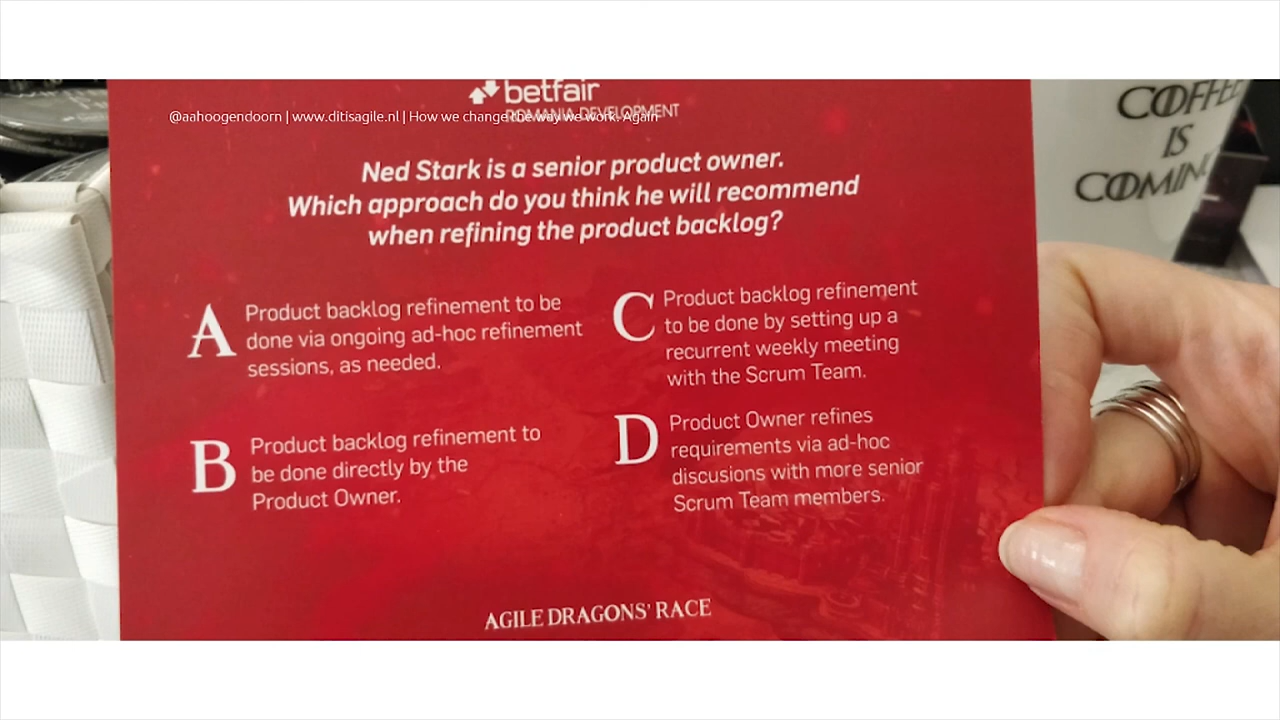 betfair
ROMANIA DEVELOPMENT
@aahoogendoorn | www.ditisagile.nl | How we change the way we work. Again
Ned Stark is a senior product owner.
Which approach do you think he will recommend
when refining the product backlog?
A
Product backlog refinement to be
done via ongoing ad-hoc refinement
sessions, as needed.
B
Product backlog refinement to
be done directly by the
Product Owner.
C
Product backlog refinement
to be done by setting up a
recurrent weekly meeting
with the Scrum Team.
D
Product Owner refines
requirements via ad-hoc
discusions with more senior
Scrum Team members.
AGILE DRAGONS' RACE
COFFEE
IS
COMING